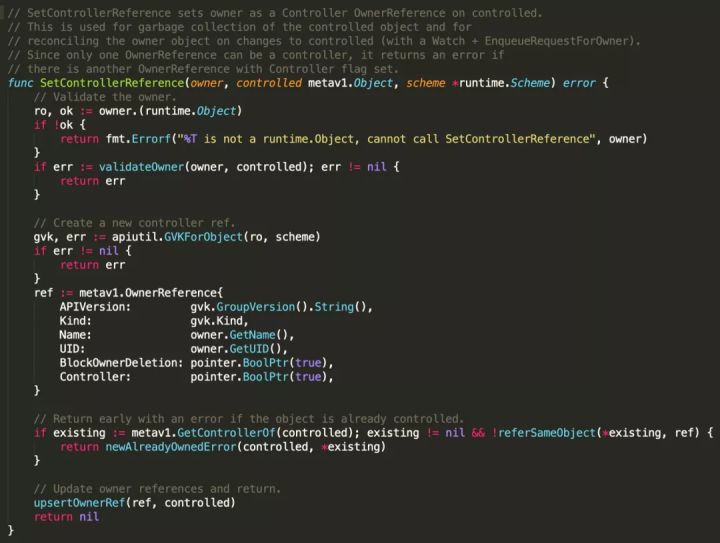 // SetControllerReference sets owner as a Controller OwnerReference on controlled.
// This is used for garbage collection of the controlled object and for
// reconciling the owner object on changes to controlled (with a Watch + EnqueueRequestForOwner).
// Since only one OwnerReference can be a controller, it returns an error if
// there is another OwnerReference with Controller flag set.
func SetControllerReference(owner, controlled metav1.Object, scheme *runtime.Scheme) error {
    // Validate the owner.
    ro, ok := owner.(runtime.Object)
    if !ok {
        return fmt.Errorf("%T is not a runtime.Object, cannot call SetControllerReference", owner)
    }
    if err := validateOwner(owner, controlled); err != nil {
        return err
    }

    // Create a new controller ref.
    gvk, err := apiutil.GVKForObject(ro, scheme)
    if err != nil {
        return err
    }
    ref := metav1.OwnerReference{
        APIVersion:         gvk.GroupVersion().String(),
        Kind:               gvk.Kind,
        Name:               owner.GetName(),
        UID:                owner.GetUID(),
        BlockOwnerDeletion: pointer.BoolPtr(true),
        Controller:         pointer.BoolPtr(true),
    }

    // Return early with an error if the object is already controlled.
    if existing := metav1.GetControllerOf(controlled); existing != nil && !referSameObject(*existing, ref) {
        return newAlreadyOwnedError(controlled, *existing)
    }

    // Update owner references and return.
    upsertOwnerRef(ref, controlled)
    return nil
}